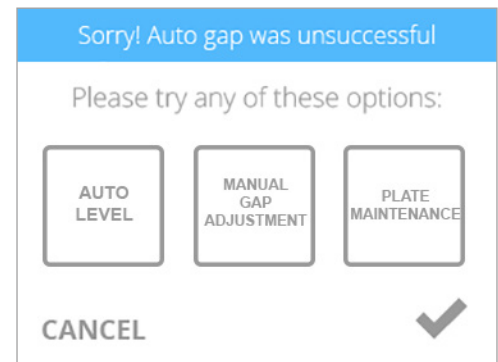 Sorry! Auto gap was unsuccessful
Please try any of these options:
AUTO
LEVEL
MANUAL
GAP
ADJUSTMENT
PLATE
MAINTENANCE
CANCEL